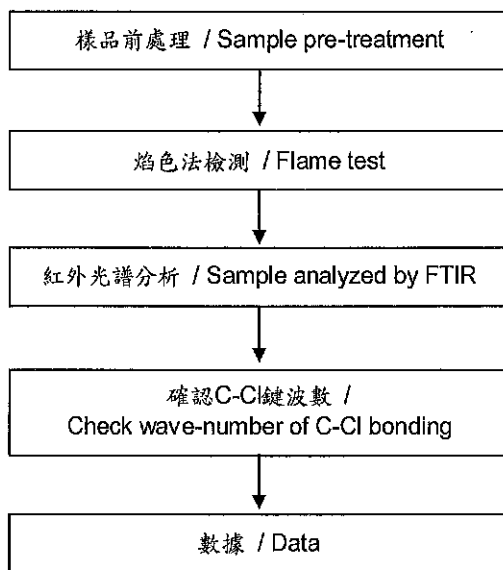 樣品前處理 / Sample pre-treatment
焰色法檢測 / Flame test
紅外光譜分析 / Sample analyzed by FTIR
確認C-Cl鍵波數 /
Check wave-number of C-Cl bonding
數據 / Data